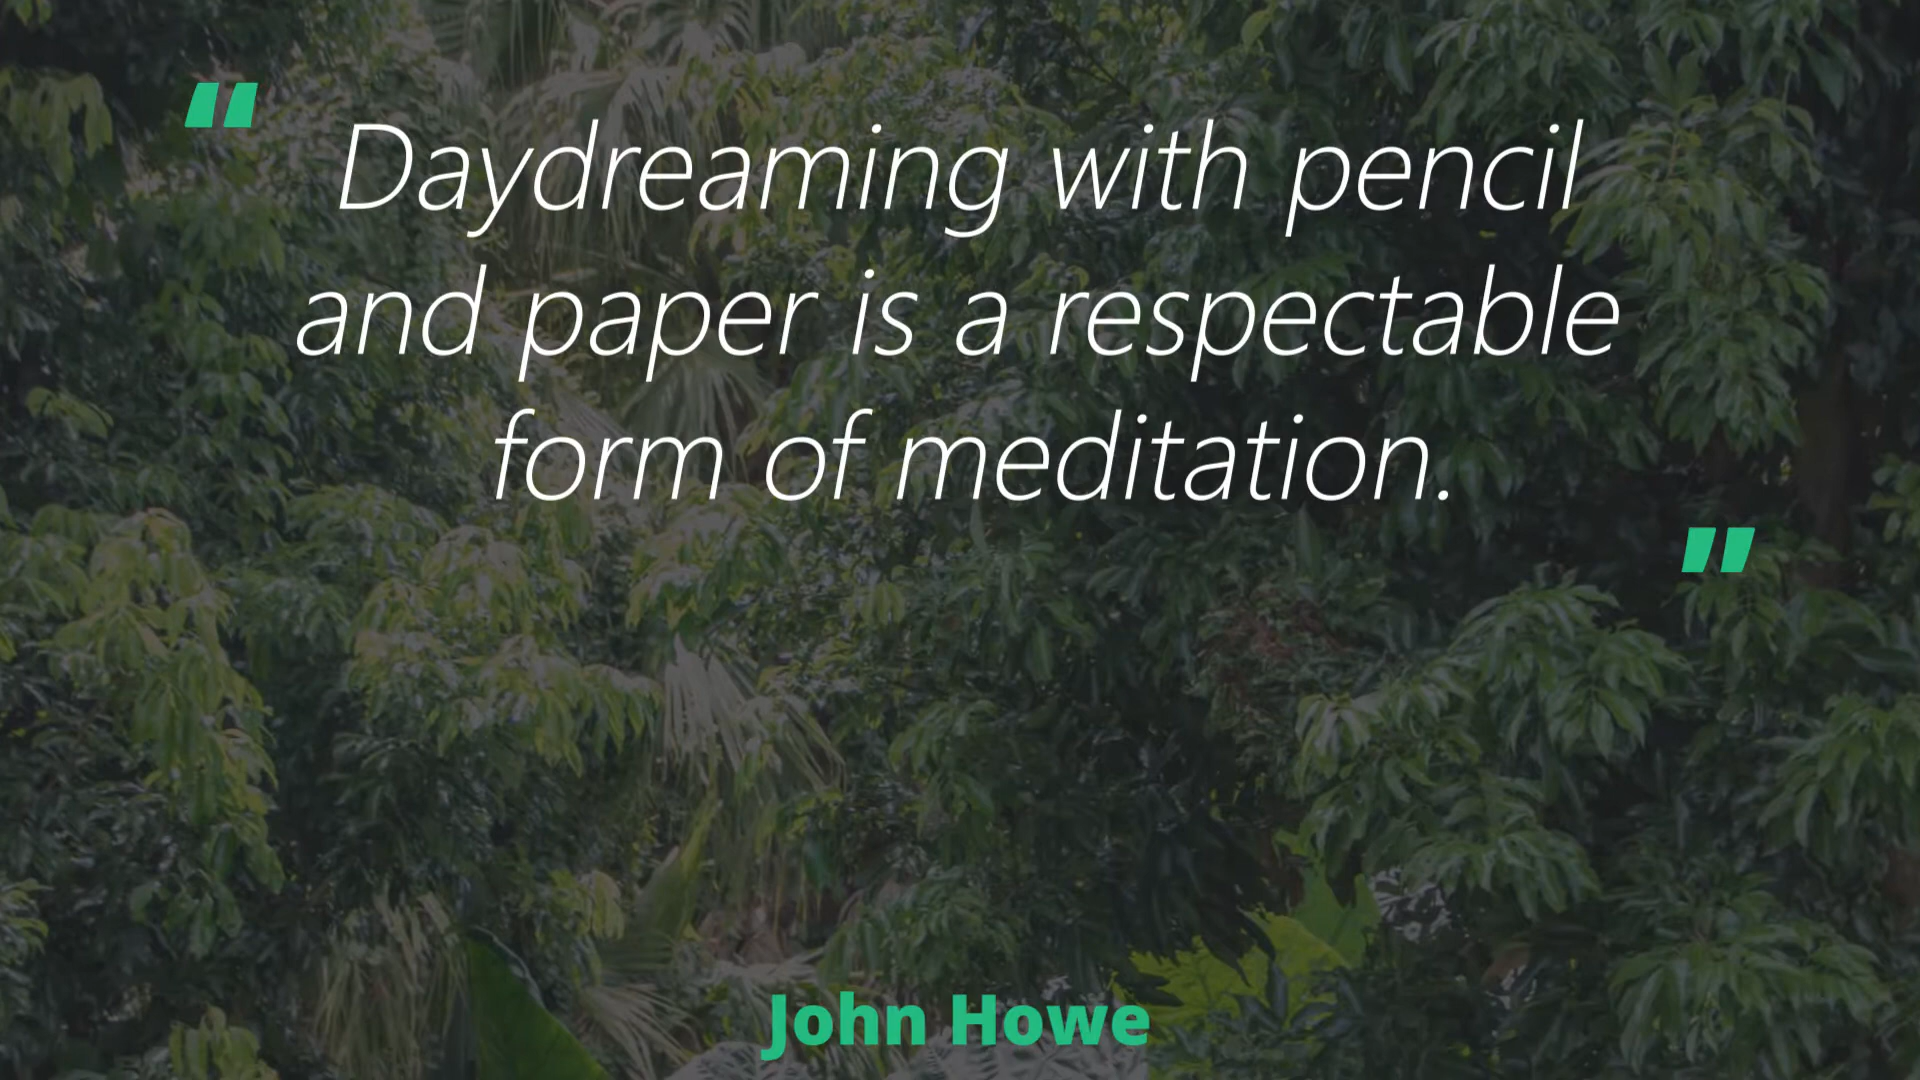 "Daydreaming with pencil
and paper is a respectable
form of meditation."
John Howe